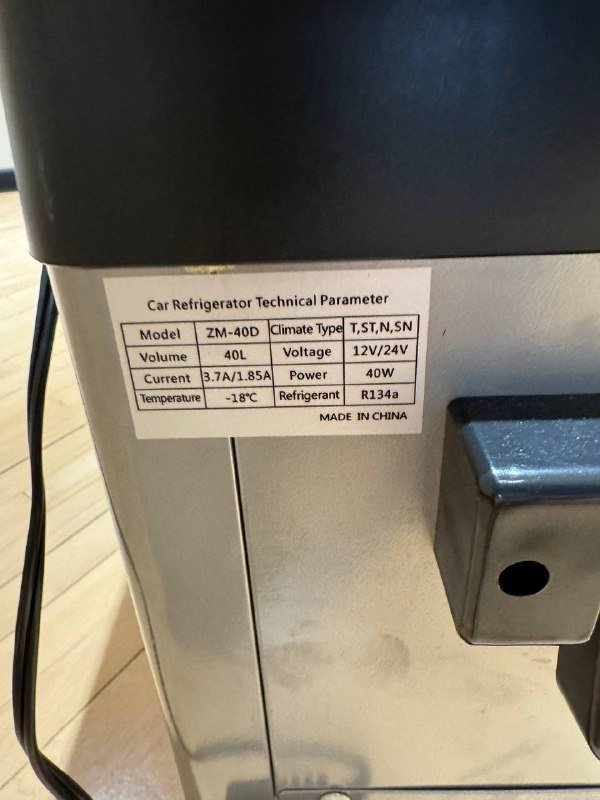 Car Refrigerator Technical Parameter
Model ZM-40D Climate Type T,ST,N,SN
Volume 40L Voltage 12V/24V
Current 3.7A/1.85A Power 40W
Temperature -18℃ Refrigerant R134a
MADE IN CHINA